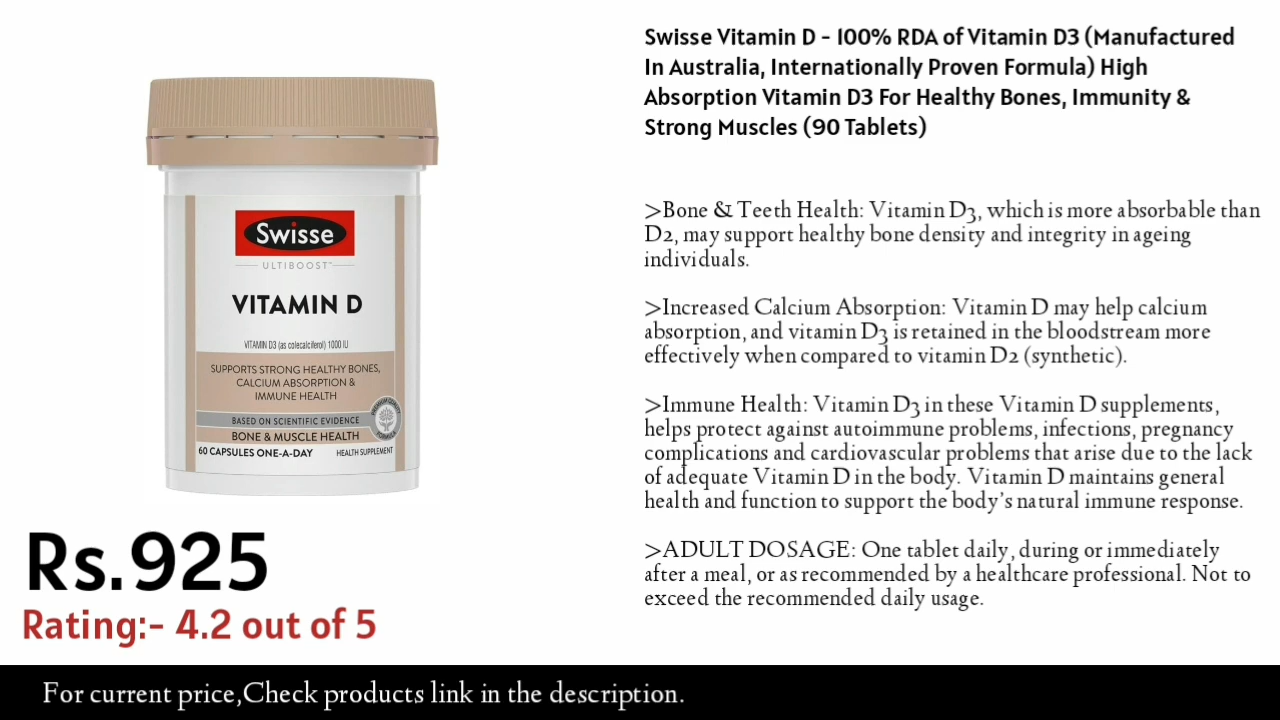 Swisse Vitamin D - 100% RDA of Vitamin D3 (Manufactured
In Australia, Internationally Proven Formula) High
Absorption Vitamin D3 For Healthy Bones, Immunity &
Strong Muscles (90 Tablets)
>Bone & Teeth Health: Vitamin D3, which is more absorbable than
D2, may support healthy bone density and integrity in ageing
individuals.
>Increased Calcium Absorption: Vitamin D may help calcium
absorption, and vitamin D3 is retained in the bloodstream more
effectively when compared to vitamin D2 (synthetic).
>Immune Health: Vitamin D3 in these Vitamin D supplements,
helps protect against autoimmune problems, infections, pregnancy
complications and cardiovascular problems that arise due to the lack
of adequate Vitamin D in the body. Vitamin D maintains general
health and function to support the body's natural immune response.
>ADULT DOSAGE: One tablet daily, during or immediately
after a meal, or as recommended by a healthcare professional. Not to
exceed the recommended daily usage.
Swisse
ULTIBOOST™
VITAMIN D
VITAMIN D3 (as colecalciferol) 1000 IU
SUPPORTS STRONG HEALTHY BONES,
CALCIUM ABSORPTION &
IMMUNE HEALTH
BASED ON SCIENTIFIC EVIDENCE
BONE & MUSCLE HEALTH
60 CAPSULES ONE-A-DAY HEALTH SUPPLEMENT
PREMIUM QUALITY
FORMULA
Rs.925
Rating:- 4.2 out of 5
For current price,Check products link in the description.